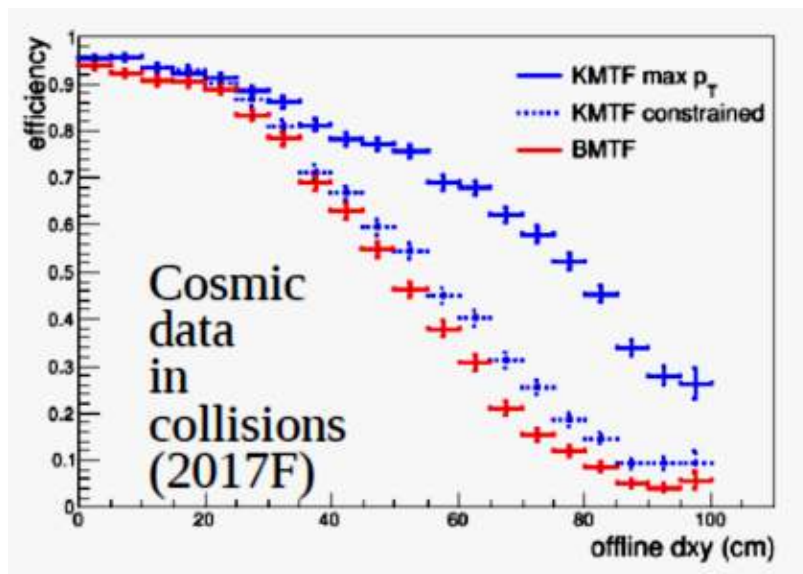 1
0.9
0.8
0.7
0.6
0.5
0.4
0.3
0.2
0.1
0
efficiency
KMTF max pT
KMTF constrained
BMTF
Cosmic
data
in
collisions
(2017F)
0 20 40 60 80 100
offline dxy (cm)